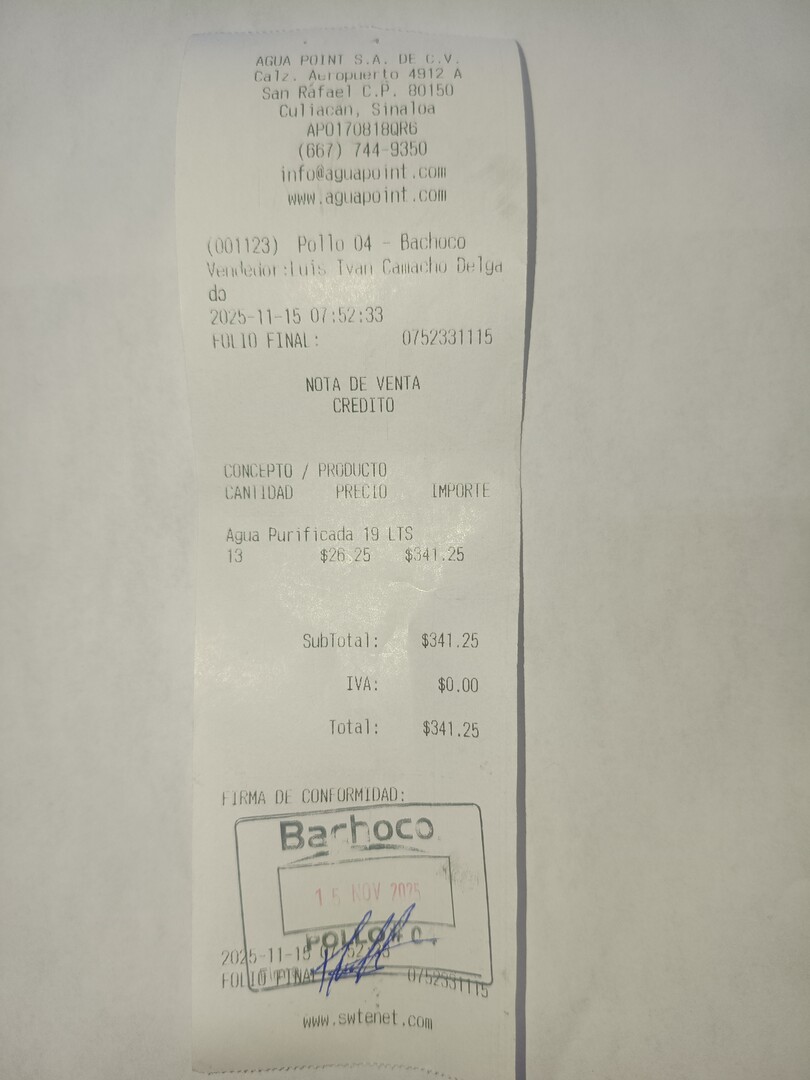 AGUA POINT S.A. DE C.V.
Calz. Aeropuerto 4912 A
San Rafael C.P. 80150
Culiacan, Sinaloa
APO170818QR6
(667) 744-9350
info@aguapoint.com
www.aguapoint.com
(001123) Pollo 04 - Bachoco
Vendedor:Luis Ivan Camacho Delga
do
2025-11-15 07:52:33
FOLIO FINAL: 0752331115
NOTA DE VENTA
CREDITO
CONCEPTO / PRODUCTO
CANTIDAD PRECIO IMPORTE
Agua Purificada 19 LTS
13 $26.25 $341.25
SubTotal: $341.25
IVA: $0.00
Total: $341.25
FIRMA DE CONFORMIDAD:
Bachoco
15 NOV 2025
POLLO
2025-11-15 07:52:33
FOLIO FINAL 0752331115
www.swtenet.com